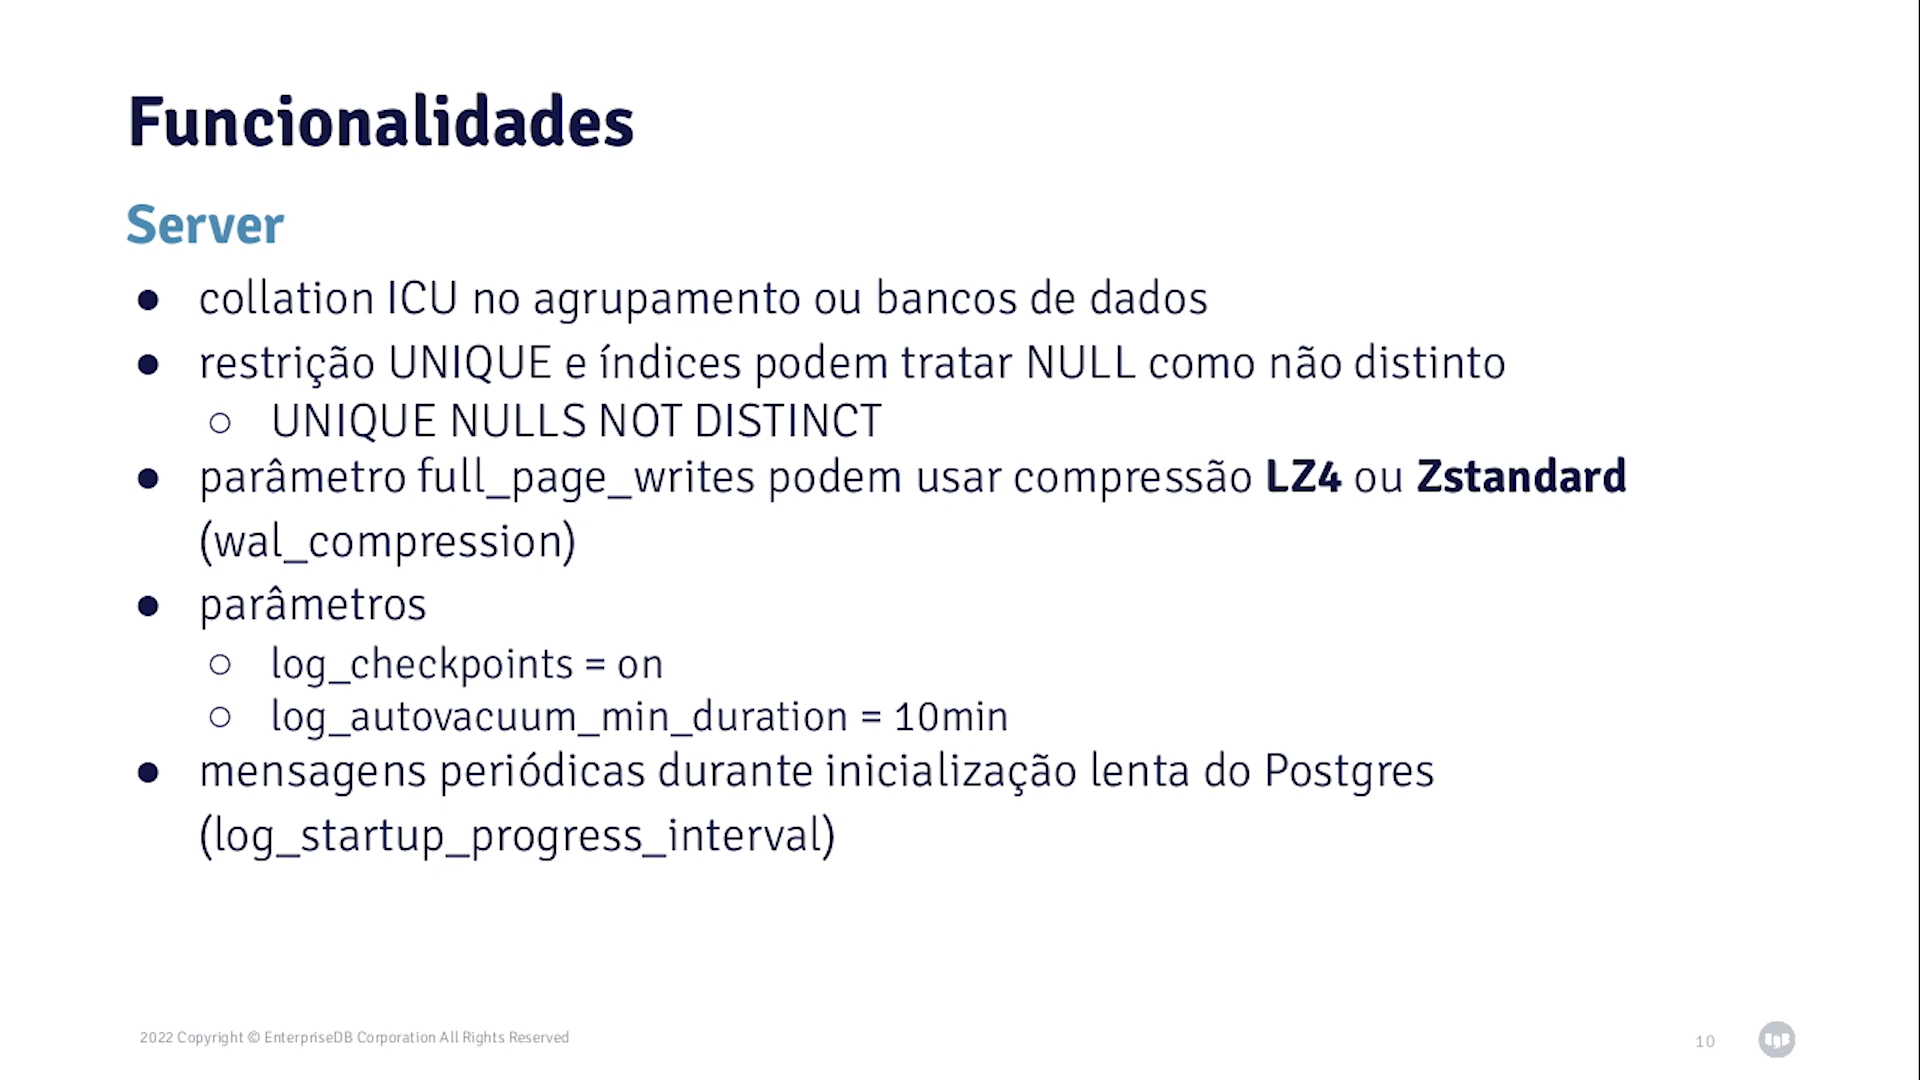 Funcionalidades
Server
● collation ICU no agrupamento ou bancos de dados
● restrição UNIQUE e índices podem tratar NULL como não distinto
○ UNIQUE NULLS NOT DISTINCT
● parâmetro full_page_writes podem usar compressão LZ4 ou Zstandard
(wal_compression)
● parâmetros
○ log_checkpoints = on
○ log_autovacuum_min_duration = 10min
● mensagens periódicas durante inicialização lenta do Postgres
(log_startup_progress_interval)
2022 Copyright © EnterpriseDB Corporation All Rights Reserved
10